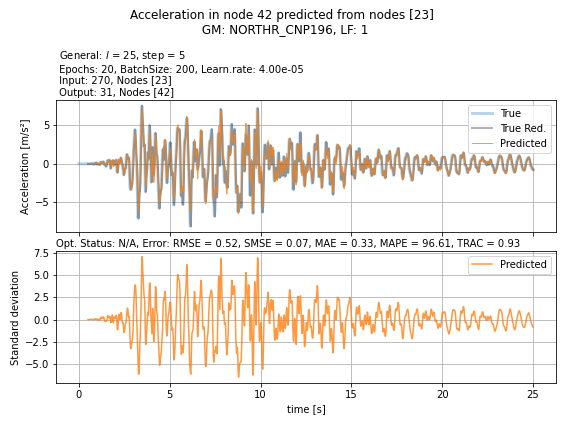 Acceleration in node 42 predicted from nodes [23]
GM: NORTHR_CNP196, LF: 1
General: l = 25, step = 5
Epochs: 20, BatchSize: 200, Learn.rate: 4.00e-05
Input: 270, Nodes [23]
Output: 31, Nodes [42]
Acceleration [m/s²]
5
0
−5
True
True Red.
Predicted
Opt. Status: N/A, Error: RMSE = 0.52, SMSE = 0.07, MAE = 0.33, MAPE = 96.61, TRAC = 0.93
Standard deviation
7.5
5.0
2.5
0.0
−2.5
−5.0
Predicted
0 5 10 15 20 25
time [s]